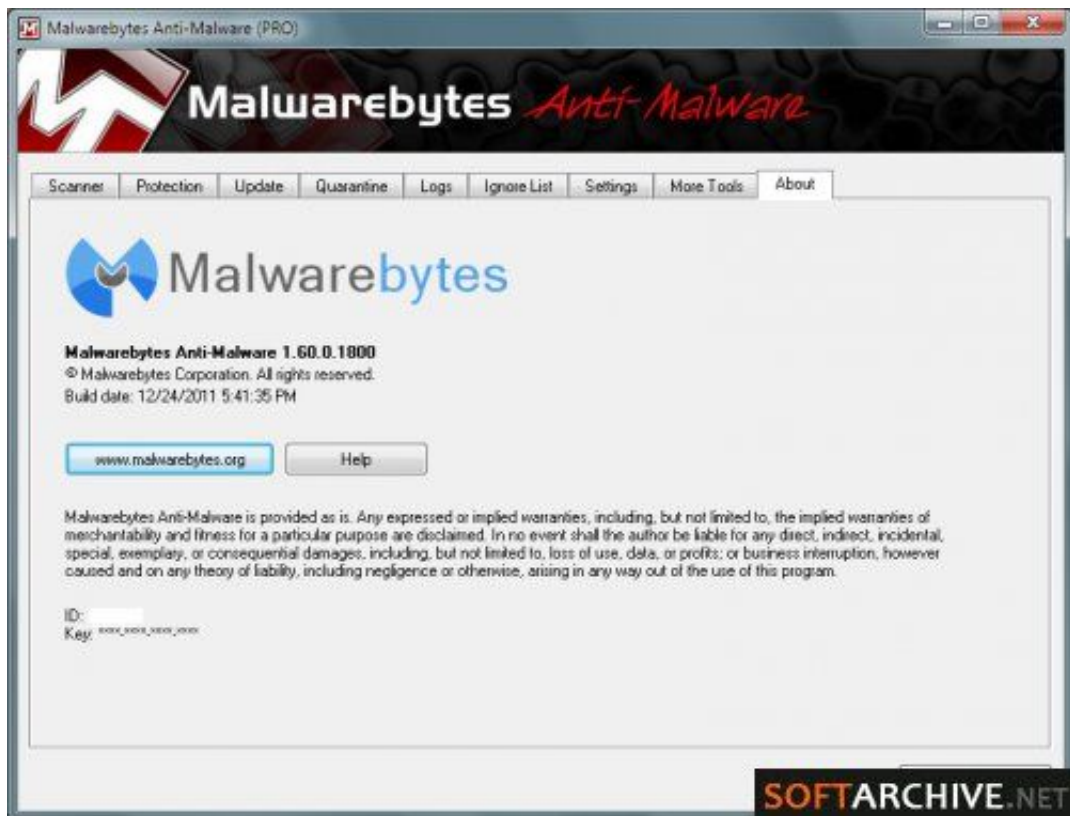 Malwarebytes Anti-Malware (PRO)
Malwarebytes Anti-Malware
Scanner Protection Update Quarantine Logs Ignore List Settings More Tools About
Malwarebytes
Malwarebytes Anti-Malware 1.60.0.1800
© Malwarebytes Corporation. All rights reserved.
Build date: 12/24/2011 5:41:35 PM
www.malwarebytes.org Help
Malwarebytes Anti-Malware is provided as is. Any expressed or implied warranties, including, but not limited to, the implied warranties of
merchantability and fitness for a particular purpose are disclaimed. In no event shall the author be liable for any direct, indirect, incidental,
special, exemplary, or consequential damages, including, but not limited to, loss of use, data, or profits; or business interruption, however
caused and on any theory of liability, including negligence or otherwise, arising in any way out of the use of this program.
ID:
Key:
SOFTARCHIVE.NET